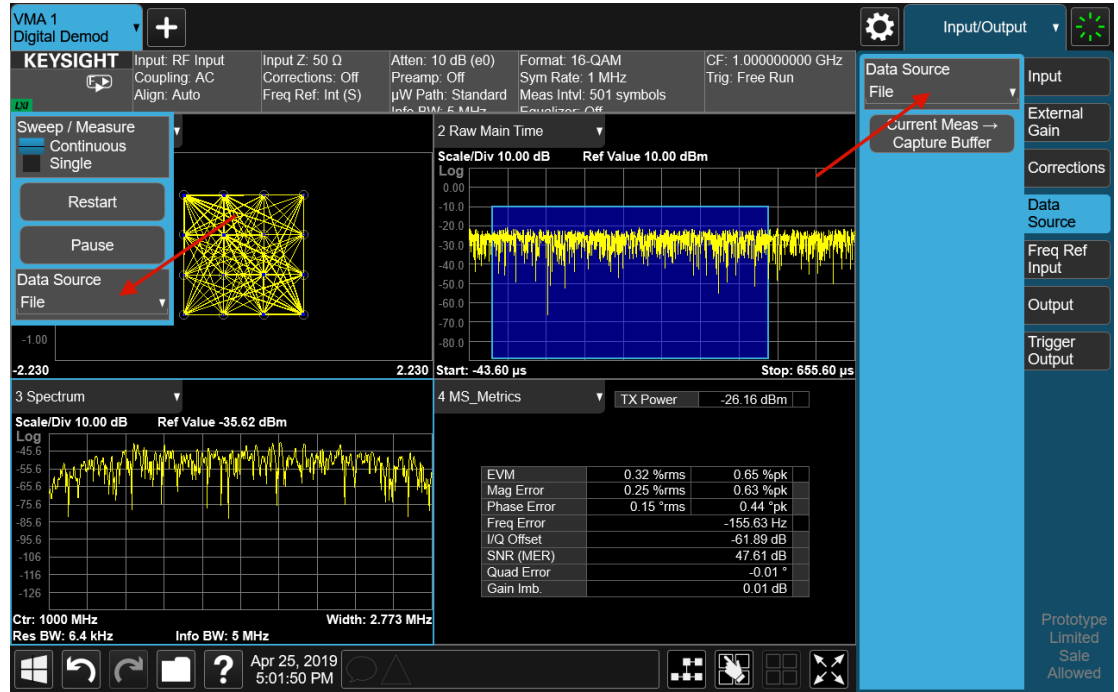 VMA 1
Digital Demod
Input/Output
KEYSIGHT
Input: RF Input
Coupling: AC
Align: Auto
Input Z: 50 Ω
Corrections: Off
Freq Ref: Int (S)
Atten: 10 dB (e0)
Preamp: Off
µW Path: Standard
Info BW: 5 MHz
Format: 16-QAM
Sym Rate: 1 MHz
Meas Intvl: 501 symbols
Equalizer: Off
CF: 1.000000000 GHz
Trig: Free Run
LXI
Data Source
File
Current Meas →
Capture Buffer
Input
External
Gain
Corrections
Data
Source
Freq Ref
Input
Output
Trigger
Output
Sweep / Measure
Continuous
Single
Restart
Pause
Data Source
File
-1.00
-2.230
2.230
2 Raw Main Time
Scale/Div 10.00 dB
Ref Value 10.00 dBm
Log
0.00
-10.0
-20.0
-30.0
-40.0
-50.0
-60.0
-70.0
-80.0
Start: -43.60 µs
Stop: 655.60 µs
3 Spectrum
Scale/Div 10.00 dB
Ref Value -35.62 dBm
Log
-45.6
-55.6
-65.6
-75.6
-85.6
-95.6
-106
-116
-126
Ctr: 1000 MHz
Width: 2.773 MHz
Res BW: 6.4 kHz
Info BW: 5 MHz
4 MS_Metrics
TX Power -26.16 dBm
EVM 0.32 %rms 0.65 %pk
Mag Error 0.25 %rms 0.63 %pk
Phase Error 0.15 °rms 0.44 °pk
Freq Error -155.63 Hz
I/Q Offset -61.89 dB
SNR (MER) 47.61 dB
Quad Error -0.01 °
Gain Imb. 0.01 dB
Prototype
Limited
Sale
Allowed
?
Apr 25, 2019
5:01:50 PM